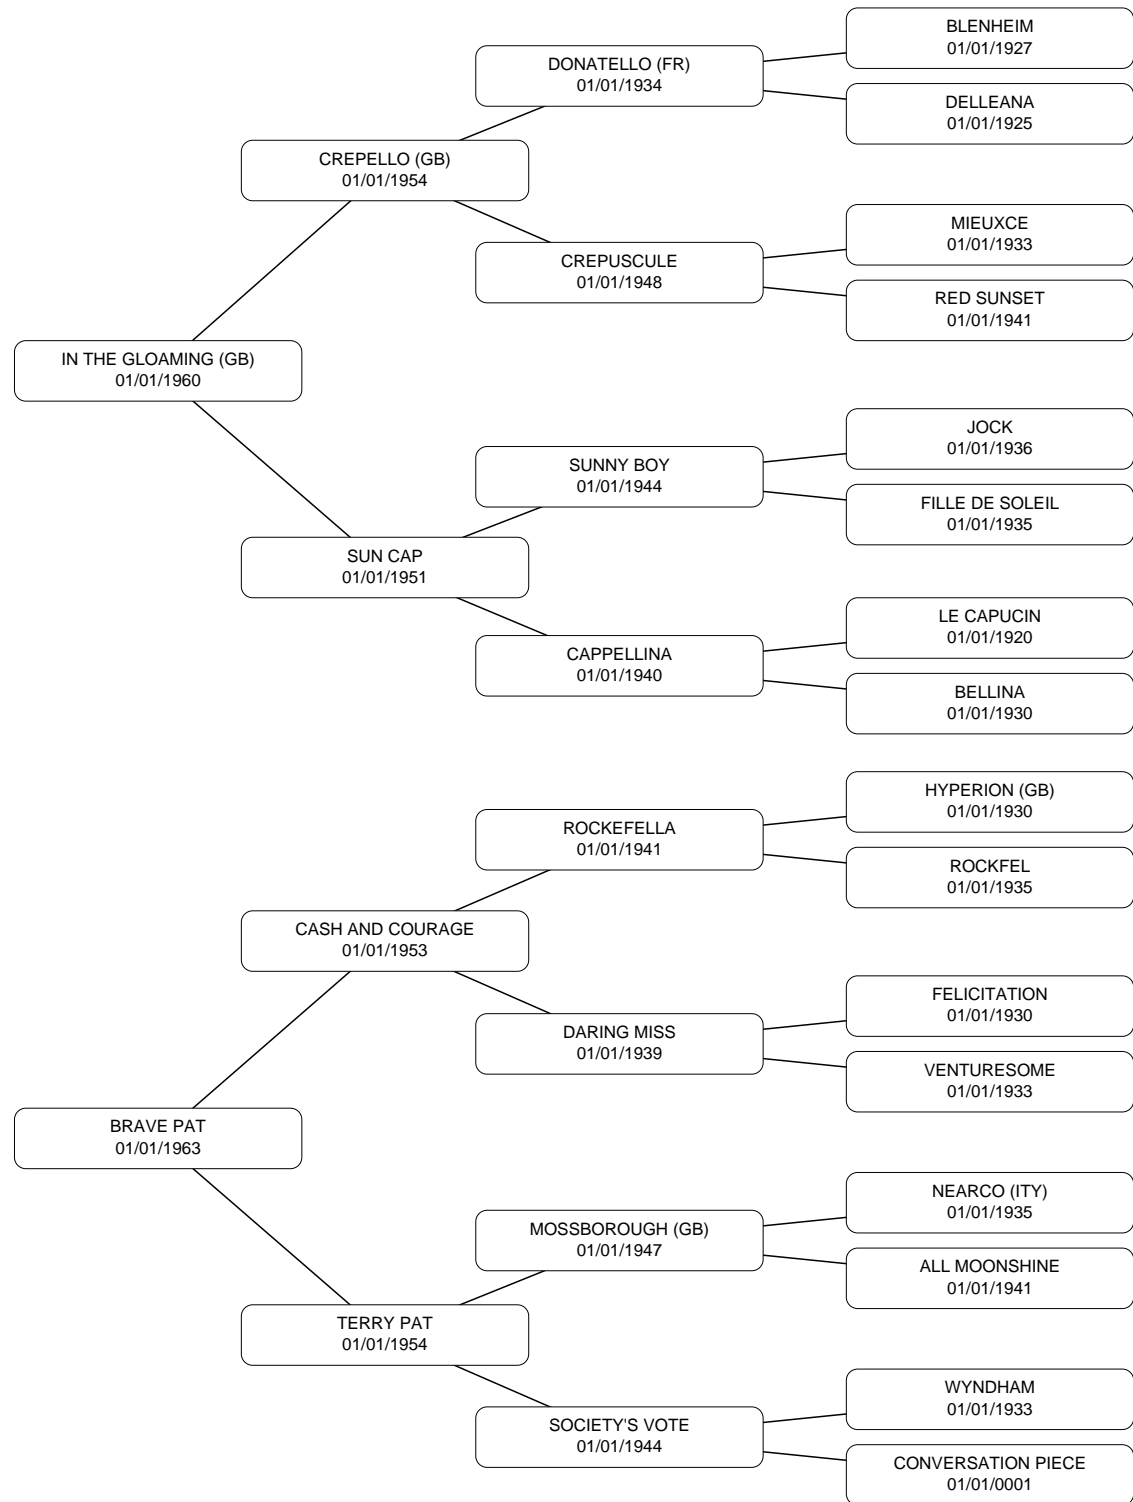 BLENHEIM
01/01/1927
DONATELLO (FR)
01/01/1934
DELLEANA
01/01/1925
CREPELLO (GB)
01/01/1954
MIEUXCE
01/01/1933
CREPUSCULE
01/01/1948
RED SUNSET
01/01/1941
IN THE GLOAMING (GB)
01/01/1960
JOCK
01/01/1936
SUNNY BOY
01/01/1944
FILLE DE SOLEIL
01/01/1935
SUN CAP
01/01/1951
LE CAPUCIN
01/01/1920
CAPPELLINA
01/01/1940
BELLINA
01/01/1930
HYPERION (GB)
01/01/1930
ROCKEFELLA
01/01/1941
ROCKFEL
01/01/1935
CASH AND COURAGE
01/01/1953
FELICITATION
01/01/1930
DARING MISS
01/01/1939
VENTURESOME
01/01/1933
BRAVE PAT
01/01/1963
NEARCO (ITY)
01/01/1935
MOSSBOROUGH (GB)
01/01/1947
ALL MOONSHINE
01/01/1941
TERRY PAT
01/01/1954
WYNDHAM
01/01/1933
SOCIETY'S VOTE
01/01/1944
CONVERSATION PIECE
01/01/0001